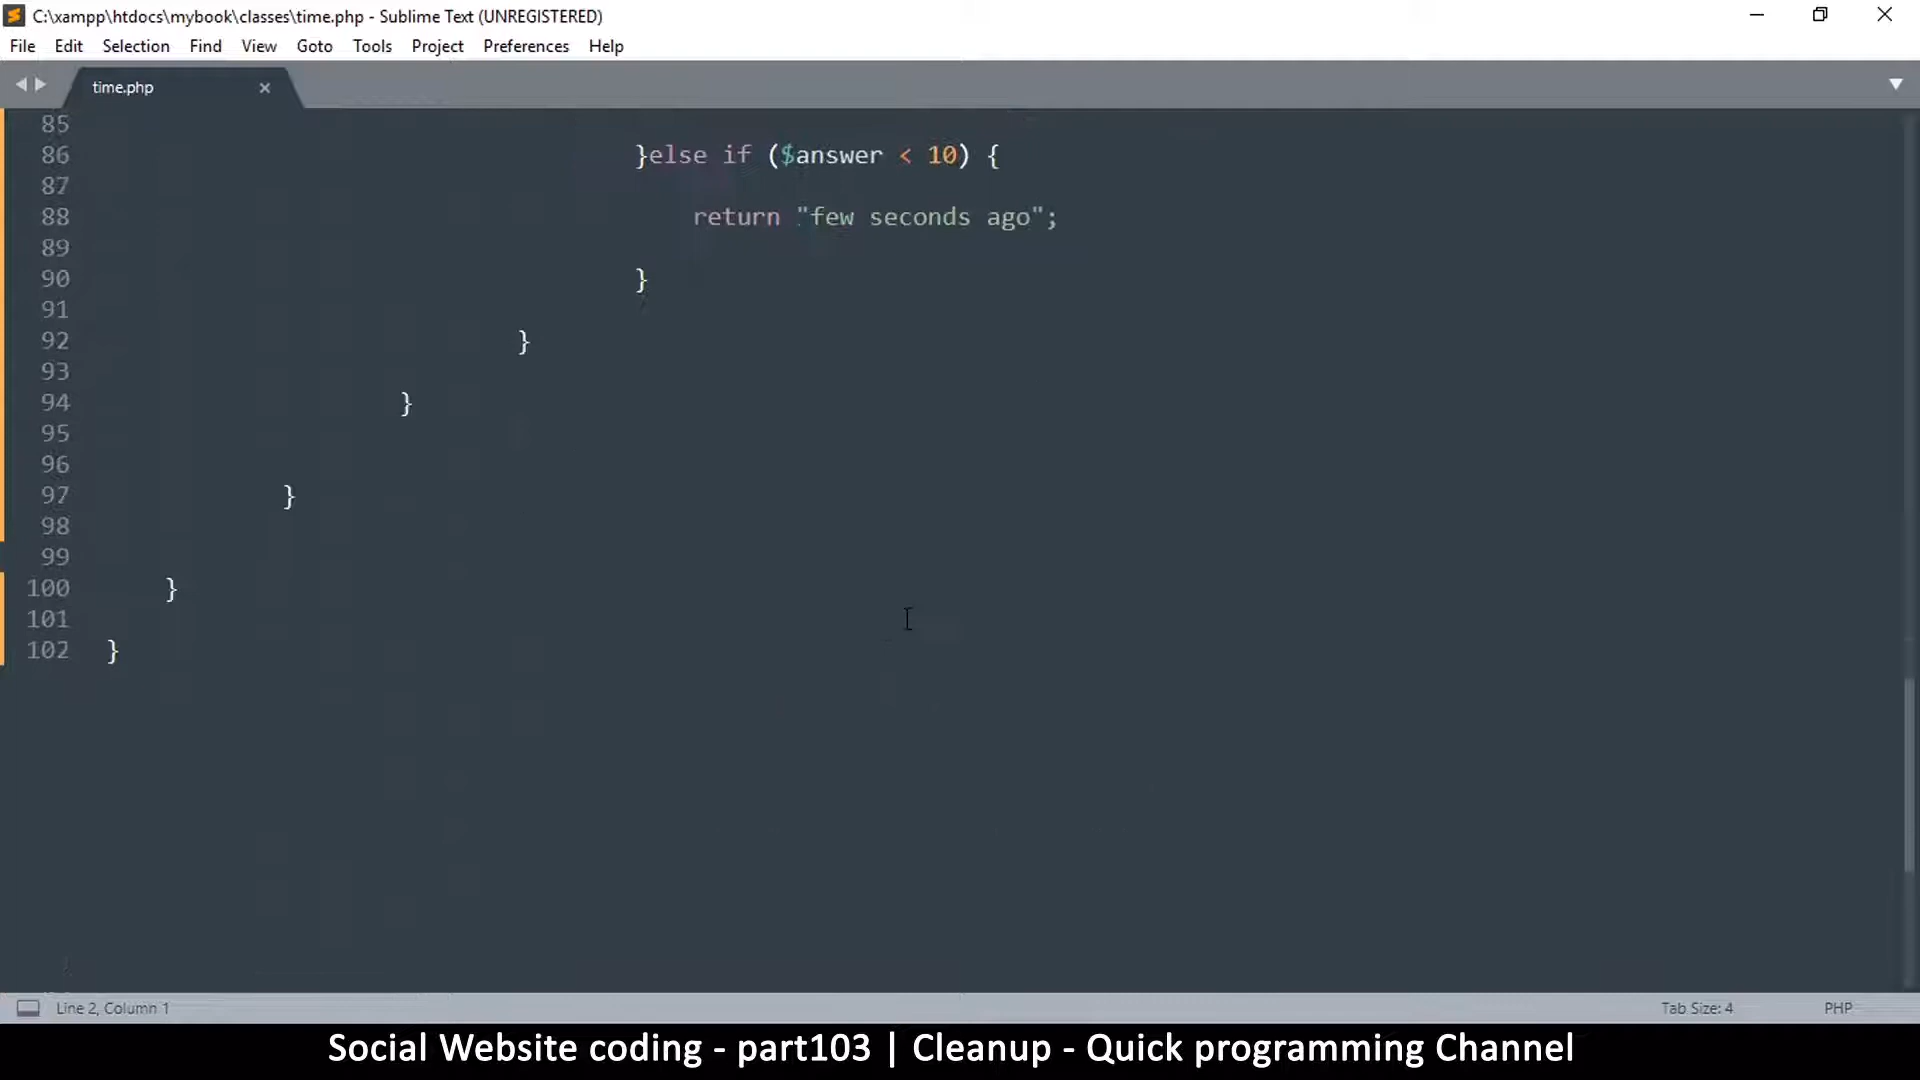 C:\xampp\htdocs\mybook\classes\time.php - Sublime Text (UNREGISTERED)
File Edit Selection Find View Goto Tools Project Preferences Help
time.php
85
86 }else if ($answer < 10) {
87
88 return "few seconds ago";
89
90 }
91
92 }
93
94 }
95
96
97 }
98
99
100 }
101
102 }
Line 2, Column 1 Tab Size: 4 PHP
Social Website coding - part103 | Cleanup - Quick programming Channel